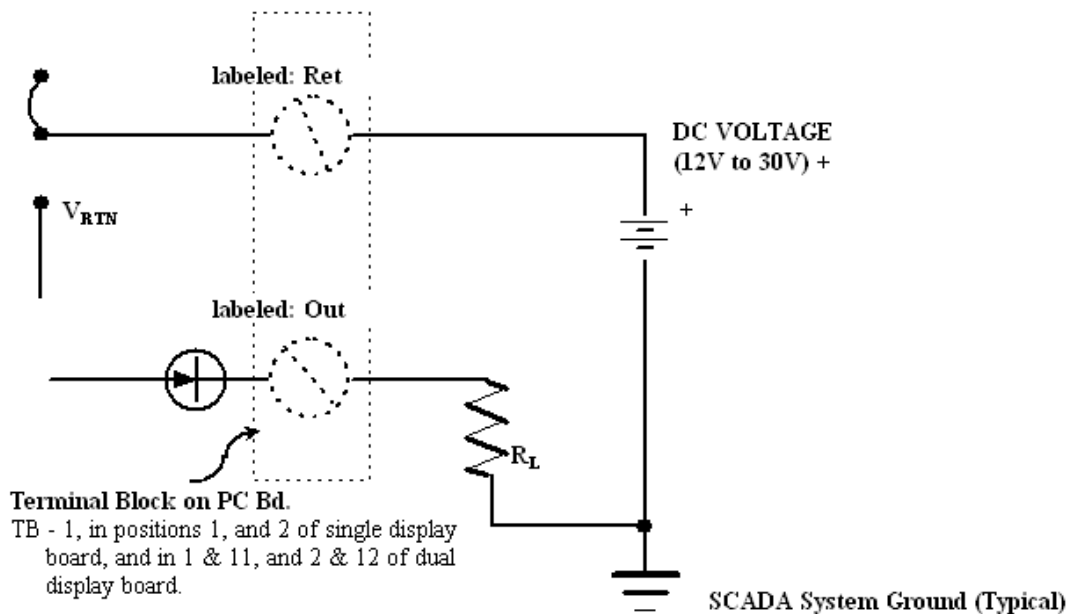 labeled: Ret
DC VOLTAGE
(12V to 30V) +
+
VRTN
labeled: Out
RL
Terminal Block on PC Bd.
TB - 1, in positions 1, and 2 of single display
board, and in 1 & 11, and 2 & 12 of dual
display board.
SCADA System Ground (Typical)